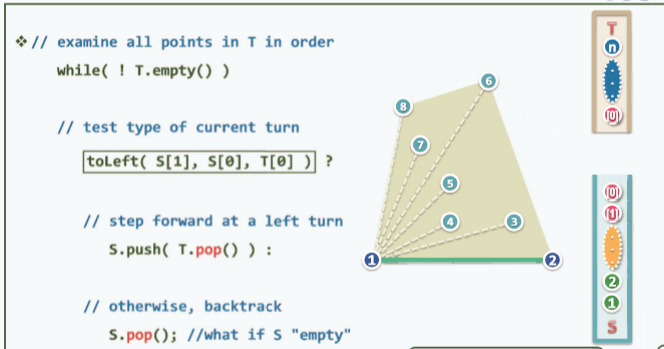 ❖// examine all points in T in order
while( ! T.empty() )
// test type of current turn
toLeft( S[1], S[0], T[0] ) ?
// step forward at a left turn
S.push( T.pop() ) :
// otherwise, backtrack
S.pop(); //what if S "empty"
1
2
3
4
5
6
7
8
T
n
[0]
[0]
[1]
2
1
S